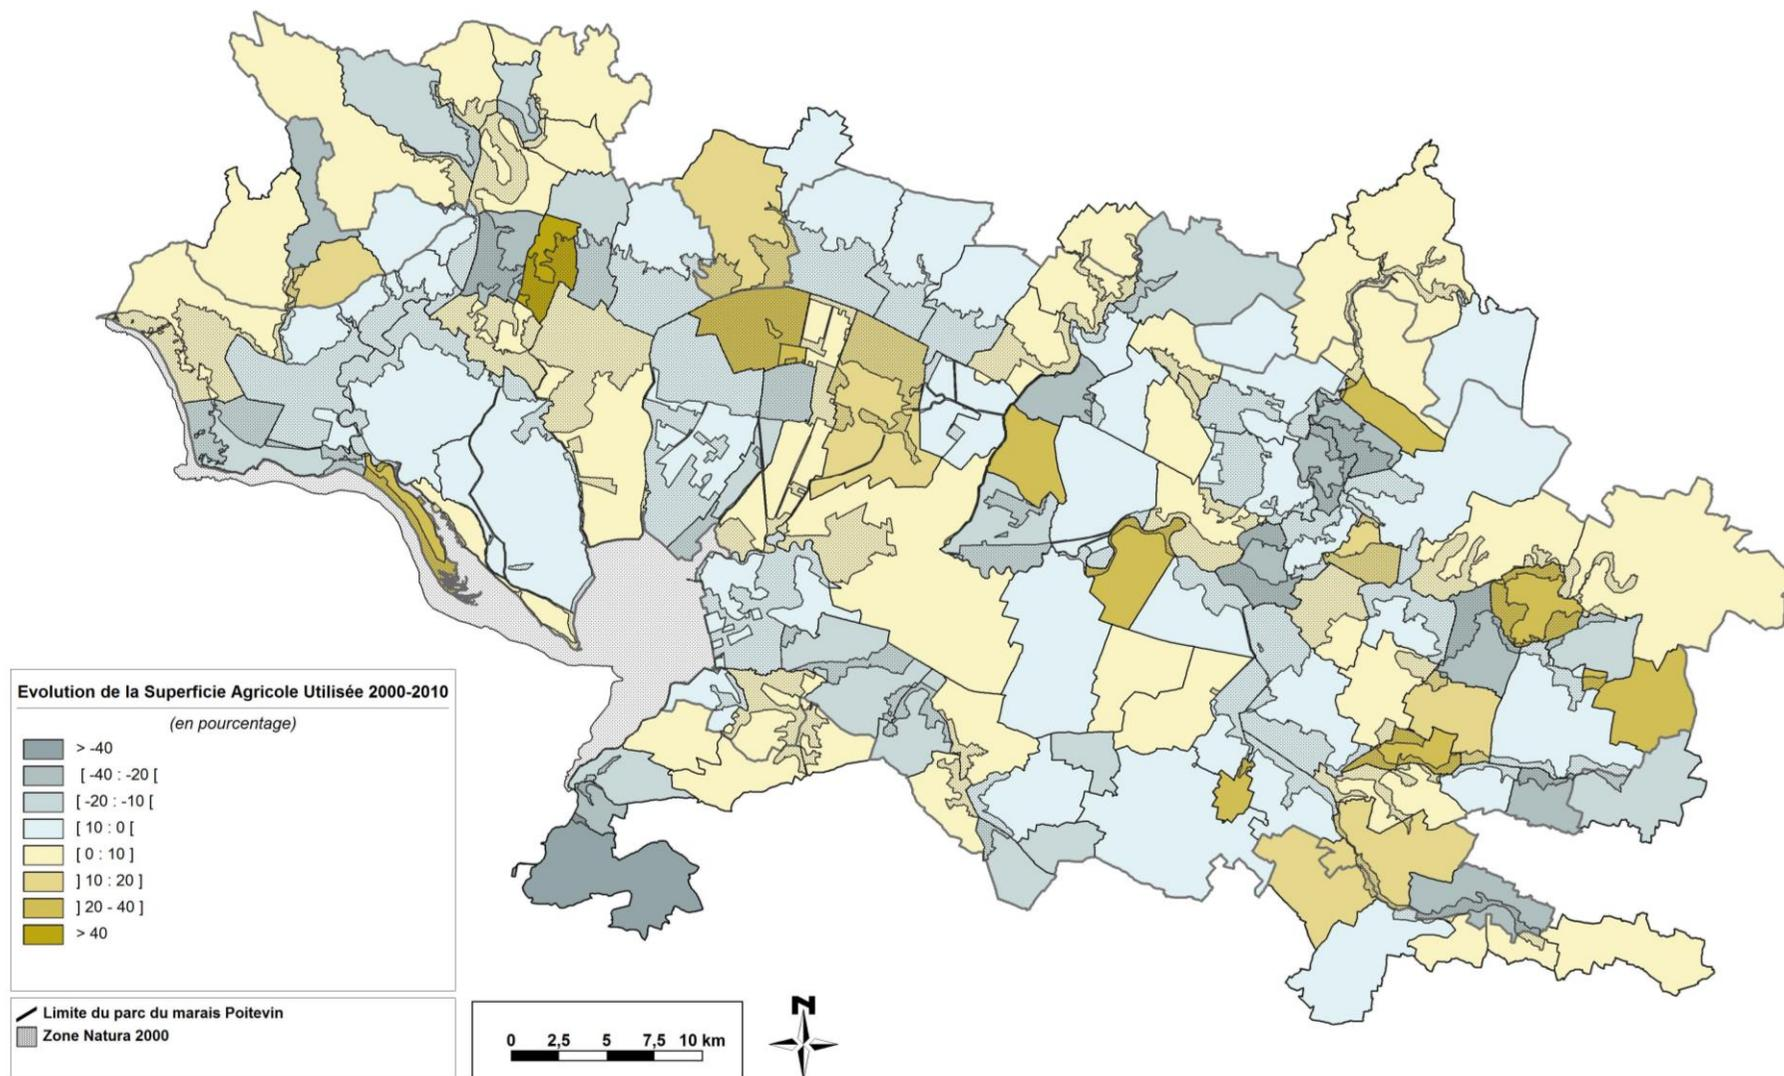 Evolution de la Superficie Agricole Utilisée 2000-2010
(en pourcentage)
> -40
[ -40 : -20 [
[ -20 : -10 [
[ 10 : 0 [
[ 0 : 10 ]
] 10 : 20 ]
] 20 - 40 ]
> 40
Limite du parc du marais Poitevin
Zone Natura 2000
0 2,5 5 7,5 10 km
N